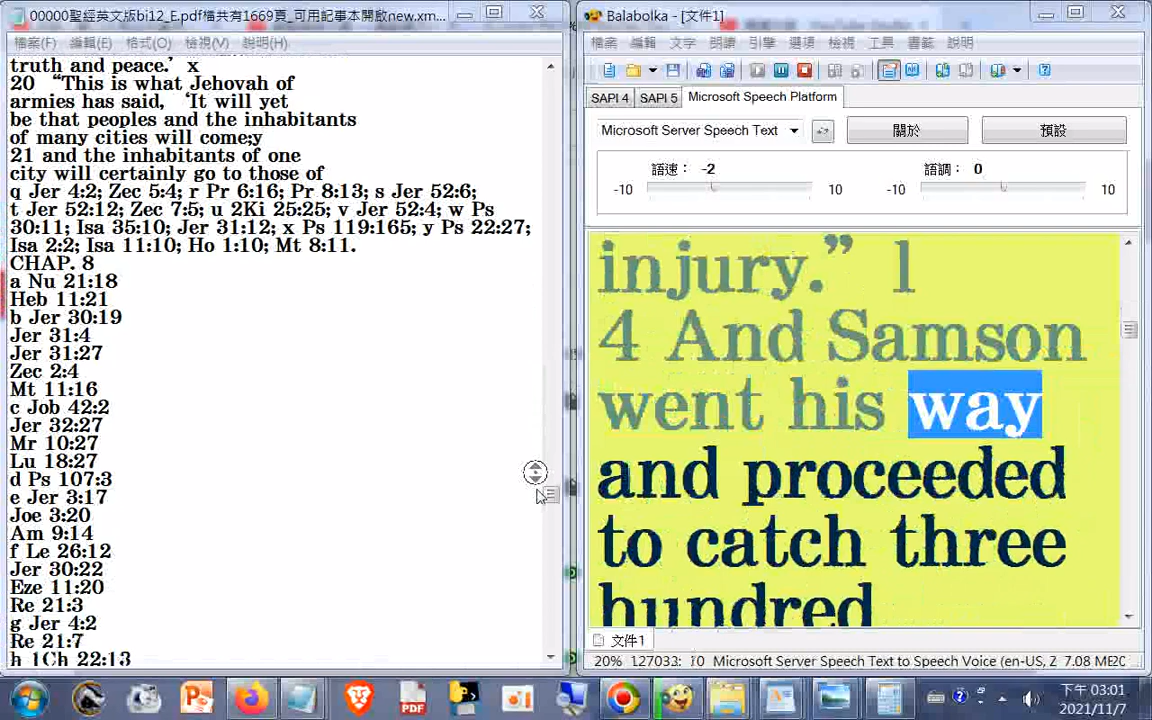 00000聖經英文版bi12_E.pdf檔共有1669頁_可用記事本開啟new.xm...
檔案(F) 編輯(E) 格式(O) 檢視(V) 說明(H)
truth and peace.’ x
20 “This is what Jehovah of
armies has said, ‘It will yet
be that peoples and the inhabitants
of many cities will come;y
21 and the inhabitants of one
city will certainly go to those of
q Jer 4:2; Zec 5:4; r Pr 6:16; Pr 8:13; s Jer 52:6;
t Jer 52:12; Zec 7:5; u 2Ki 25:25; v Jer 52:4; w Ps
30:11; Isa 35:10; Jer 31:12; x Ps 119:165; y Ps 22:27;
Isa 2:2; Isa 11:10; Ho 1:10; Mt 8:11.
CHAP. 8
a Nu 21:18
Heb 11:21
b Jer 30:19
Jer 31:4
Jer 31:27
Zec 2:4
Mt 11:16
c Job 42:2
Jer 32:27
Mr 10:27
Lu 18:27
d Ps 107:3
e Jer 3:17
Joe 3:20
Am 9:14
f Le 26:12
Jer 30:22
Eze 11:20
Re 21:3
g Jer 4:2
Re 21:7
h 1Ch 22:13
Balabolka - [文件1]
檔案 編輯 文字 朗讀 引擎 選項 檢視 工具 書籤 說明
SAPI 4 SAPI 5 Microsoft Speech Platform
Microsoft Server Speech Text 關於 預設
語速： -2 語調： 0
-10 10 -10 10
injury.” l
4 And Samson
went his way
and proceeded
to catch three
hundred
文件1
20% Microsoft Server Speech Text to Speech Voice (en-US, Z
PDF
下午 03:01
2021/11/7